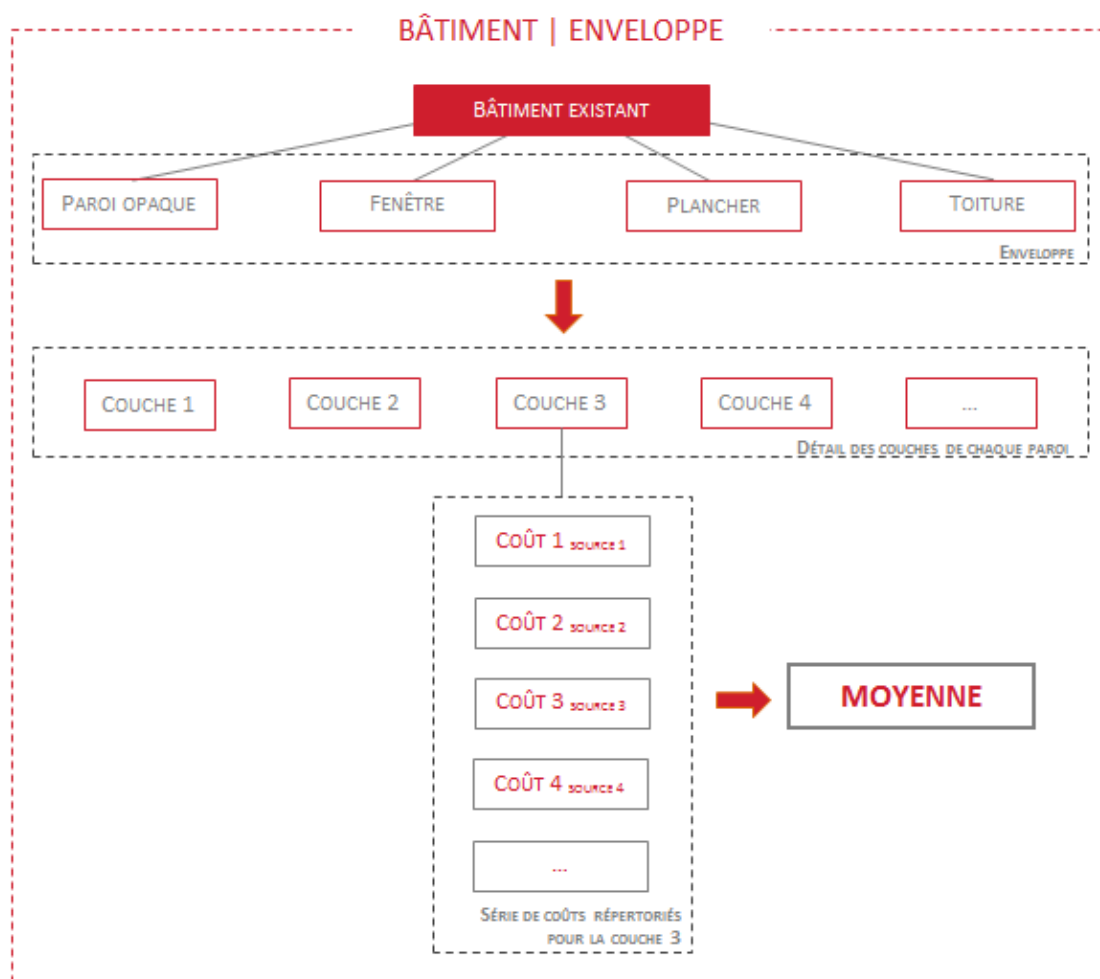 BÂTIMENT | ENVELOPPE
BÂTIMENT EXISTANT
PAROI OPAQUE
FENÊTRE
PLANCHER
TOITURE
ENVELOPPE
COUCHE 1
COUCHE 2
COUCHE 3
COUCHE 4
...
DÉTAIL DES COUCHES DE CHAQUE PAROI
COÛT 1 SOURCE 1
COÛT 2 SOURCE 2
COÛT 3 SOURCE 3
COÛT 4 SOURCE 4
...
SÉRIE DE COÛTS RÉPERTORIÉS
POUR LA COUCHE 3
MOYENNE